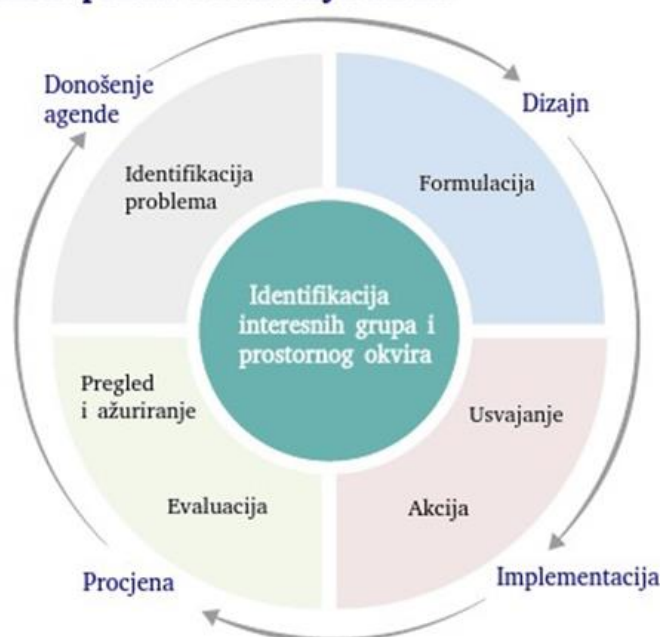 Donošenje
agende
Dizajn
Identifikacija
problema
Formulacija
Identifikacija
interesnih grupa i
prostornog okvira
Pregled
i ažuriranje
Usvajanje
Evaluacija
Akcija
Procjena
Implementacija